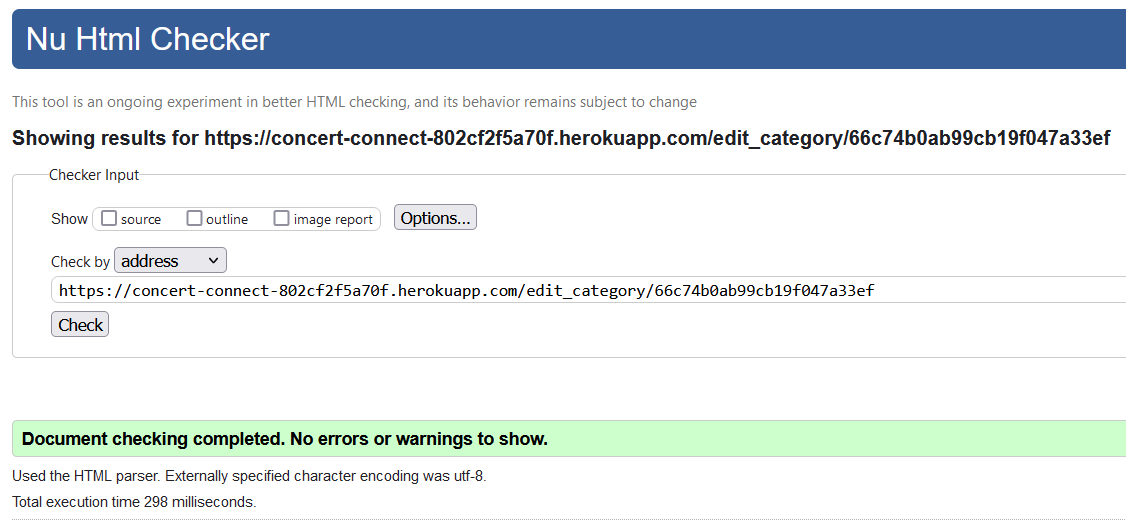 Nu Html Checker
This tool is an ongoing experiment in better HTML checking, and its behavior remains subject to change
Showing results for https://concert-connect-802cf2f5a70f.herokuapp.com/edit_category/66c74b0ab99cb19f047a33ef
Checker Input
Show source outline image report Options...
Check by address
https://concert-connect-802cf2f5a70f.herokuapp.com/edit_category/66c74b0ab99cb19f047a33ef
Check
Document checking completed. No errors or warnings to show.
Used the HTML parser. Externally specified character encoding was utf-8.
Total execution time 298 milliseconds.